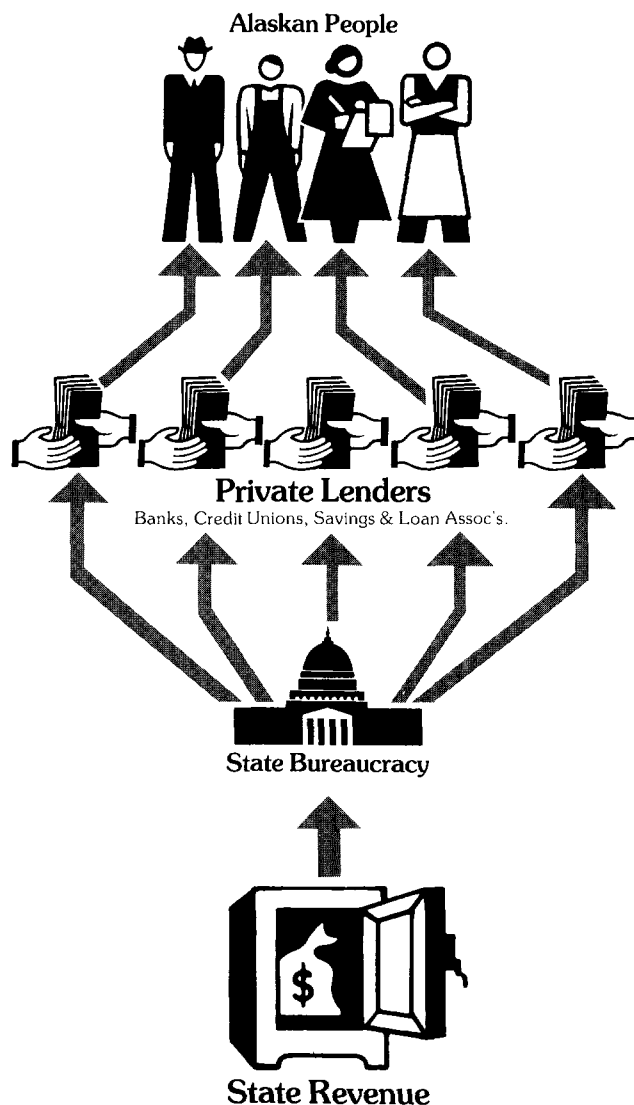 Alaskan People
Private Lenders
Banks, Credit Unions, Savings & Loan Assoc's.
State Bureaucracy
$
State Revenue